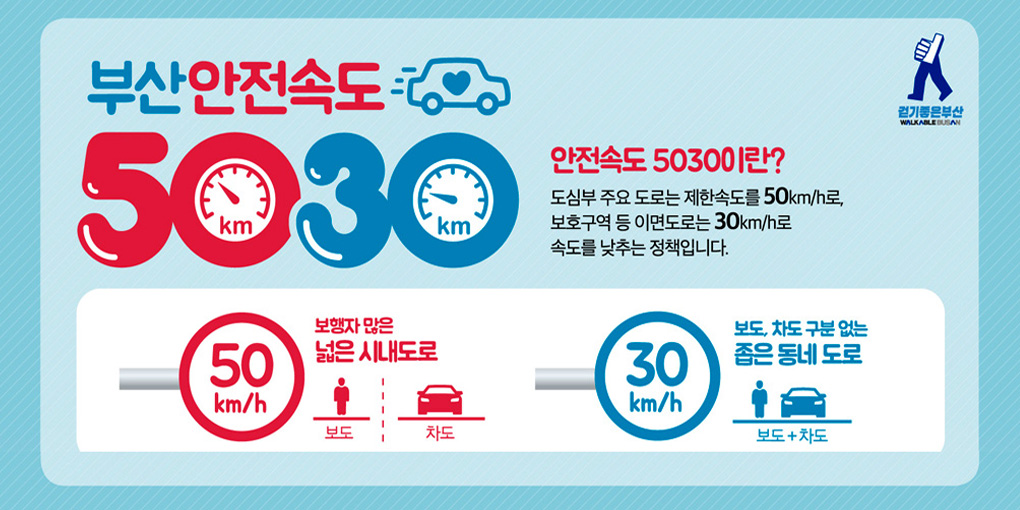 부산안전속도
5030
km
km
걷기좋은부산
WALKABLE BUSAN
안전속도 5030이란?
도심부 주요 도로는 제한속도를 50km/h로,
보호구역 등 이면도로는 30km/h로
속도를 낮추는 정책입니다.
50
km/h
보행자 많은
넓은 시내도로
보도
차도
30
km/h
보도, 차도 구분 없는
좁은 동네 도로
보도+차도